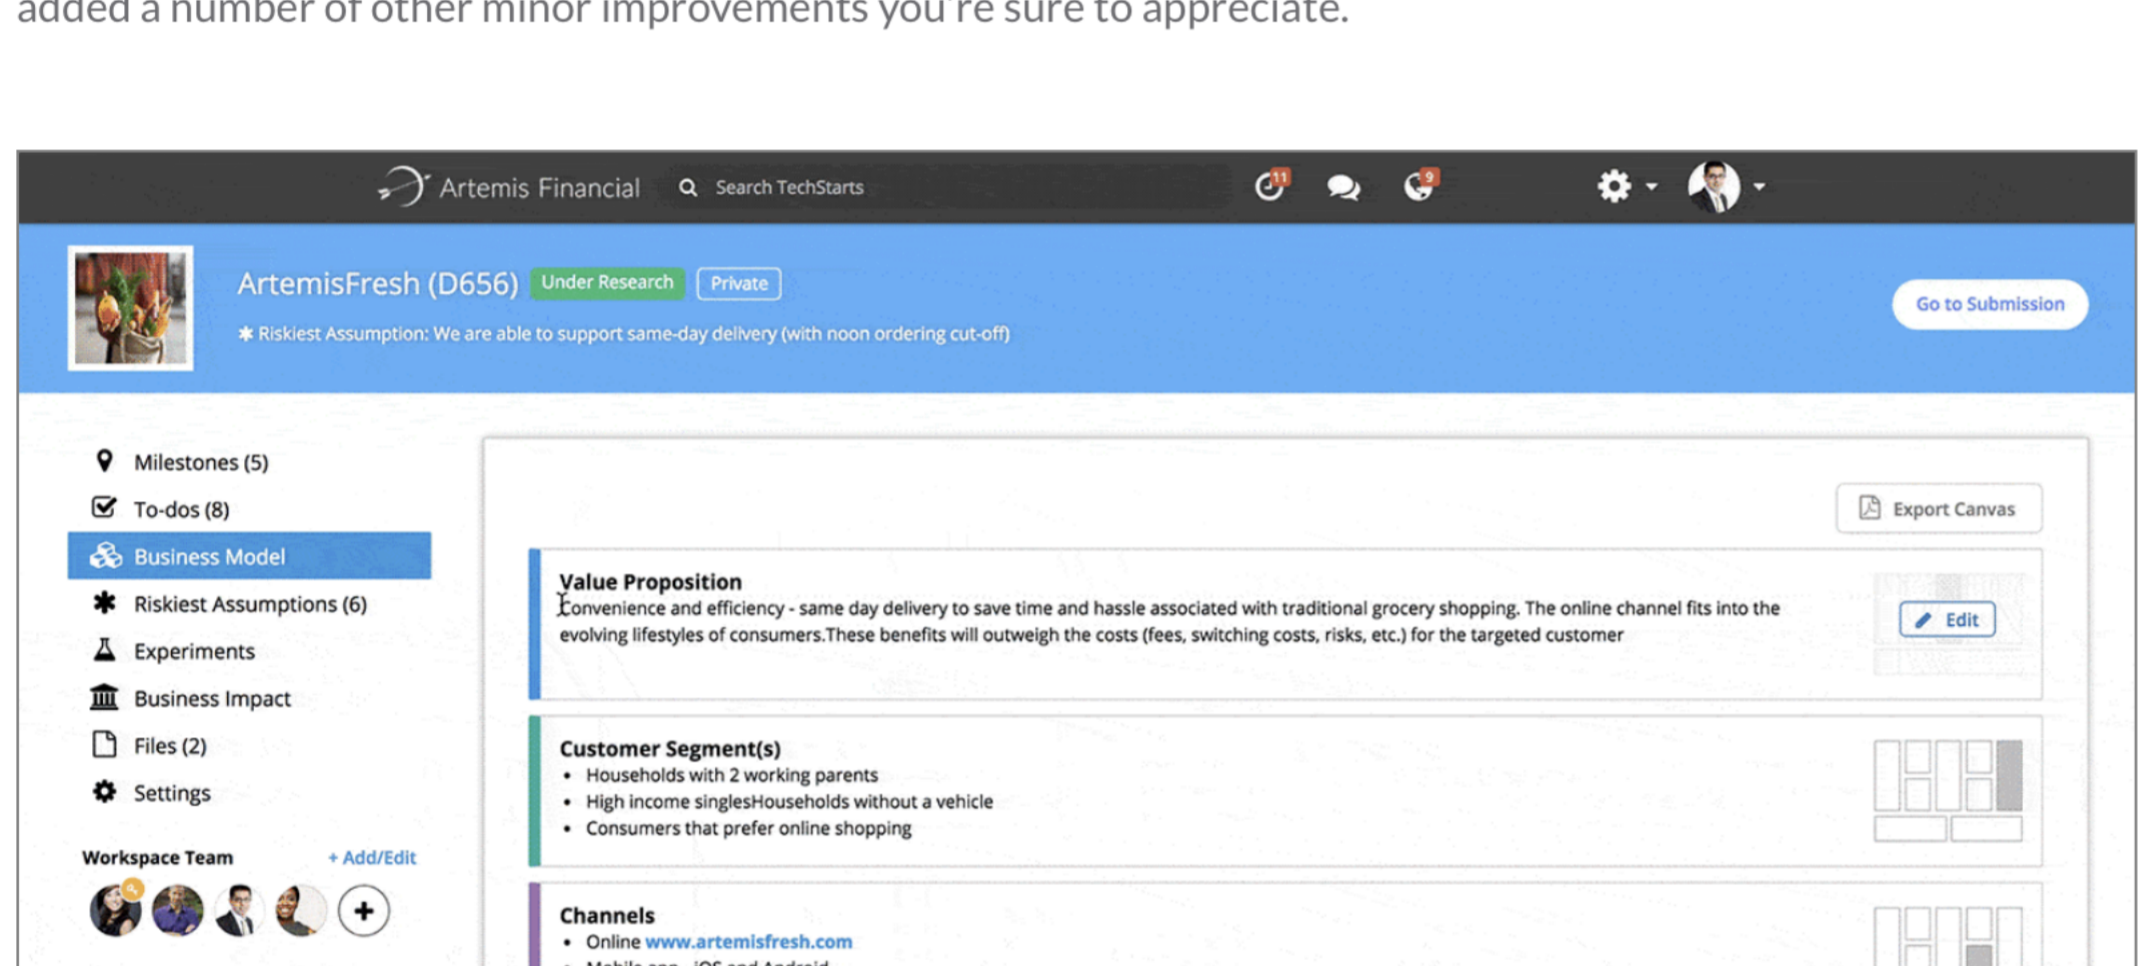 added a number of other minor improvements you're sure to appreciate.
Artemis Financial
Search TechStarts
11
9
ArtemisFresh (D656)
Under Research
Private
✱ Riskiest Assumption: We are able to support same-day delivery (with noon ordering cut-off)
Go to Submission
Milestones (5)
To-dos (8)
Business Model
Riskiest Assumptions (6)
Experiments
Business Impact
Files (2)
Settings
Workspace Team
+ Add/Edit
Export Canvas
Value Proposition
Convenience and efficiency - same day delivery to save time and hassle associated with traditional grocery shopping. The online channel fits into the
evolving lifestyles of consumers.These benefits will outweigh the costs (fees, switching costs, risks, etc.) for the targeted customer
Edit
Customer Segment(s)
• Households with 2 working parents
• High income singlesHouseholds without a vehicle
• Consumers that prefer online shopping
Channels
• Online www.artemisfresh.com
• Mobile app - iOS and Android